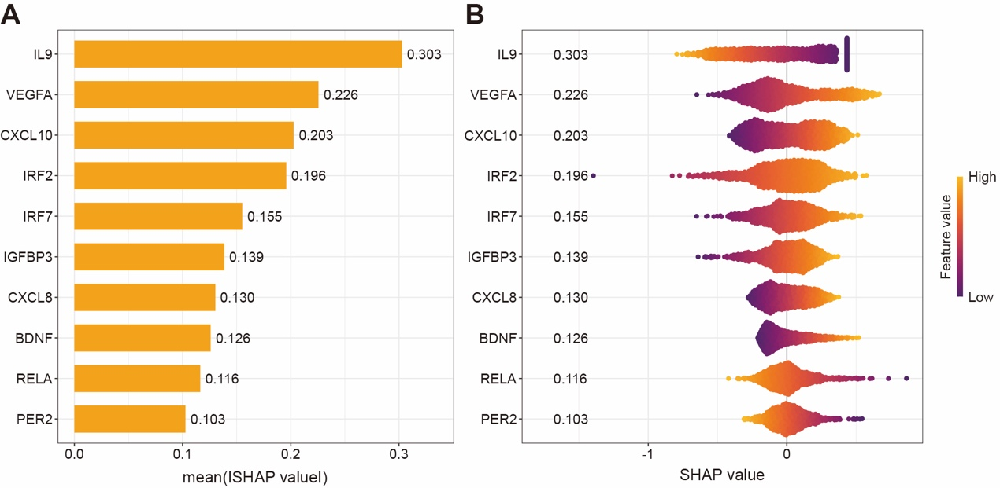 A
IL9 0.303
VEGFA 0.226
CXCL10 0.203
IRF2 0.196
IRF7 0.155
IGFBP3 0.139
CXCL8 0.130
BDNF 0.126
RELA 0.116
PER2 0.103
0.0 0.1 0.2 0.3
mean(ISHAP valueI)
B
IL9 0.303
VEGFA 0.226
CXCL10 0.203
IRF2 0.196
IRF7 0.155
IGFBP3 0.139
CXCL8 0.130
BDNF 0.126
RELA 0.116
PER2 0.103
-1 0
SHAP value
High
Feature value
Low